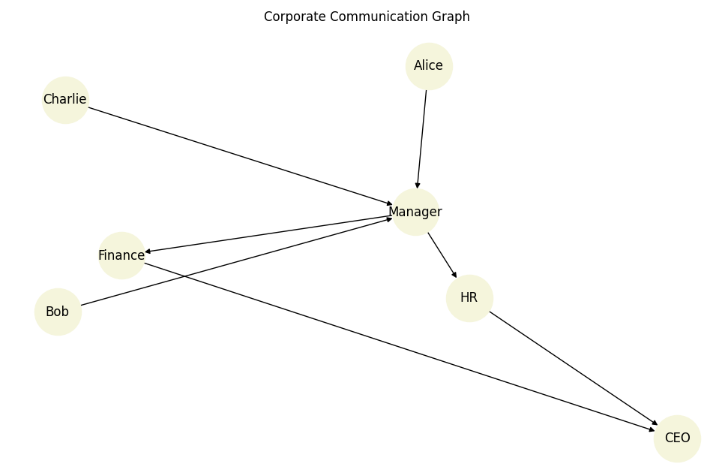 Corporate Communication Graph
Alice
Charlie
Manager
Finance
HR
Bob
CEO